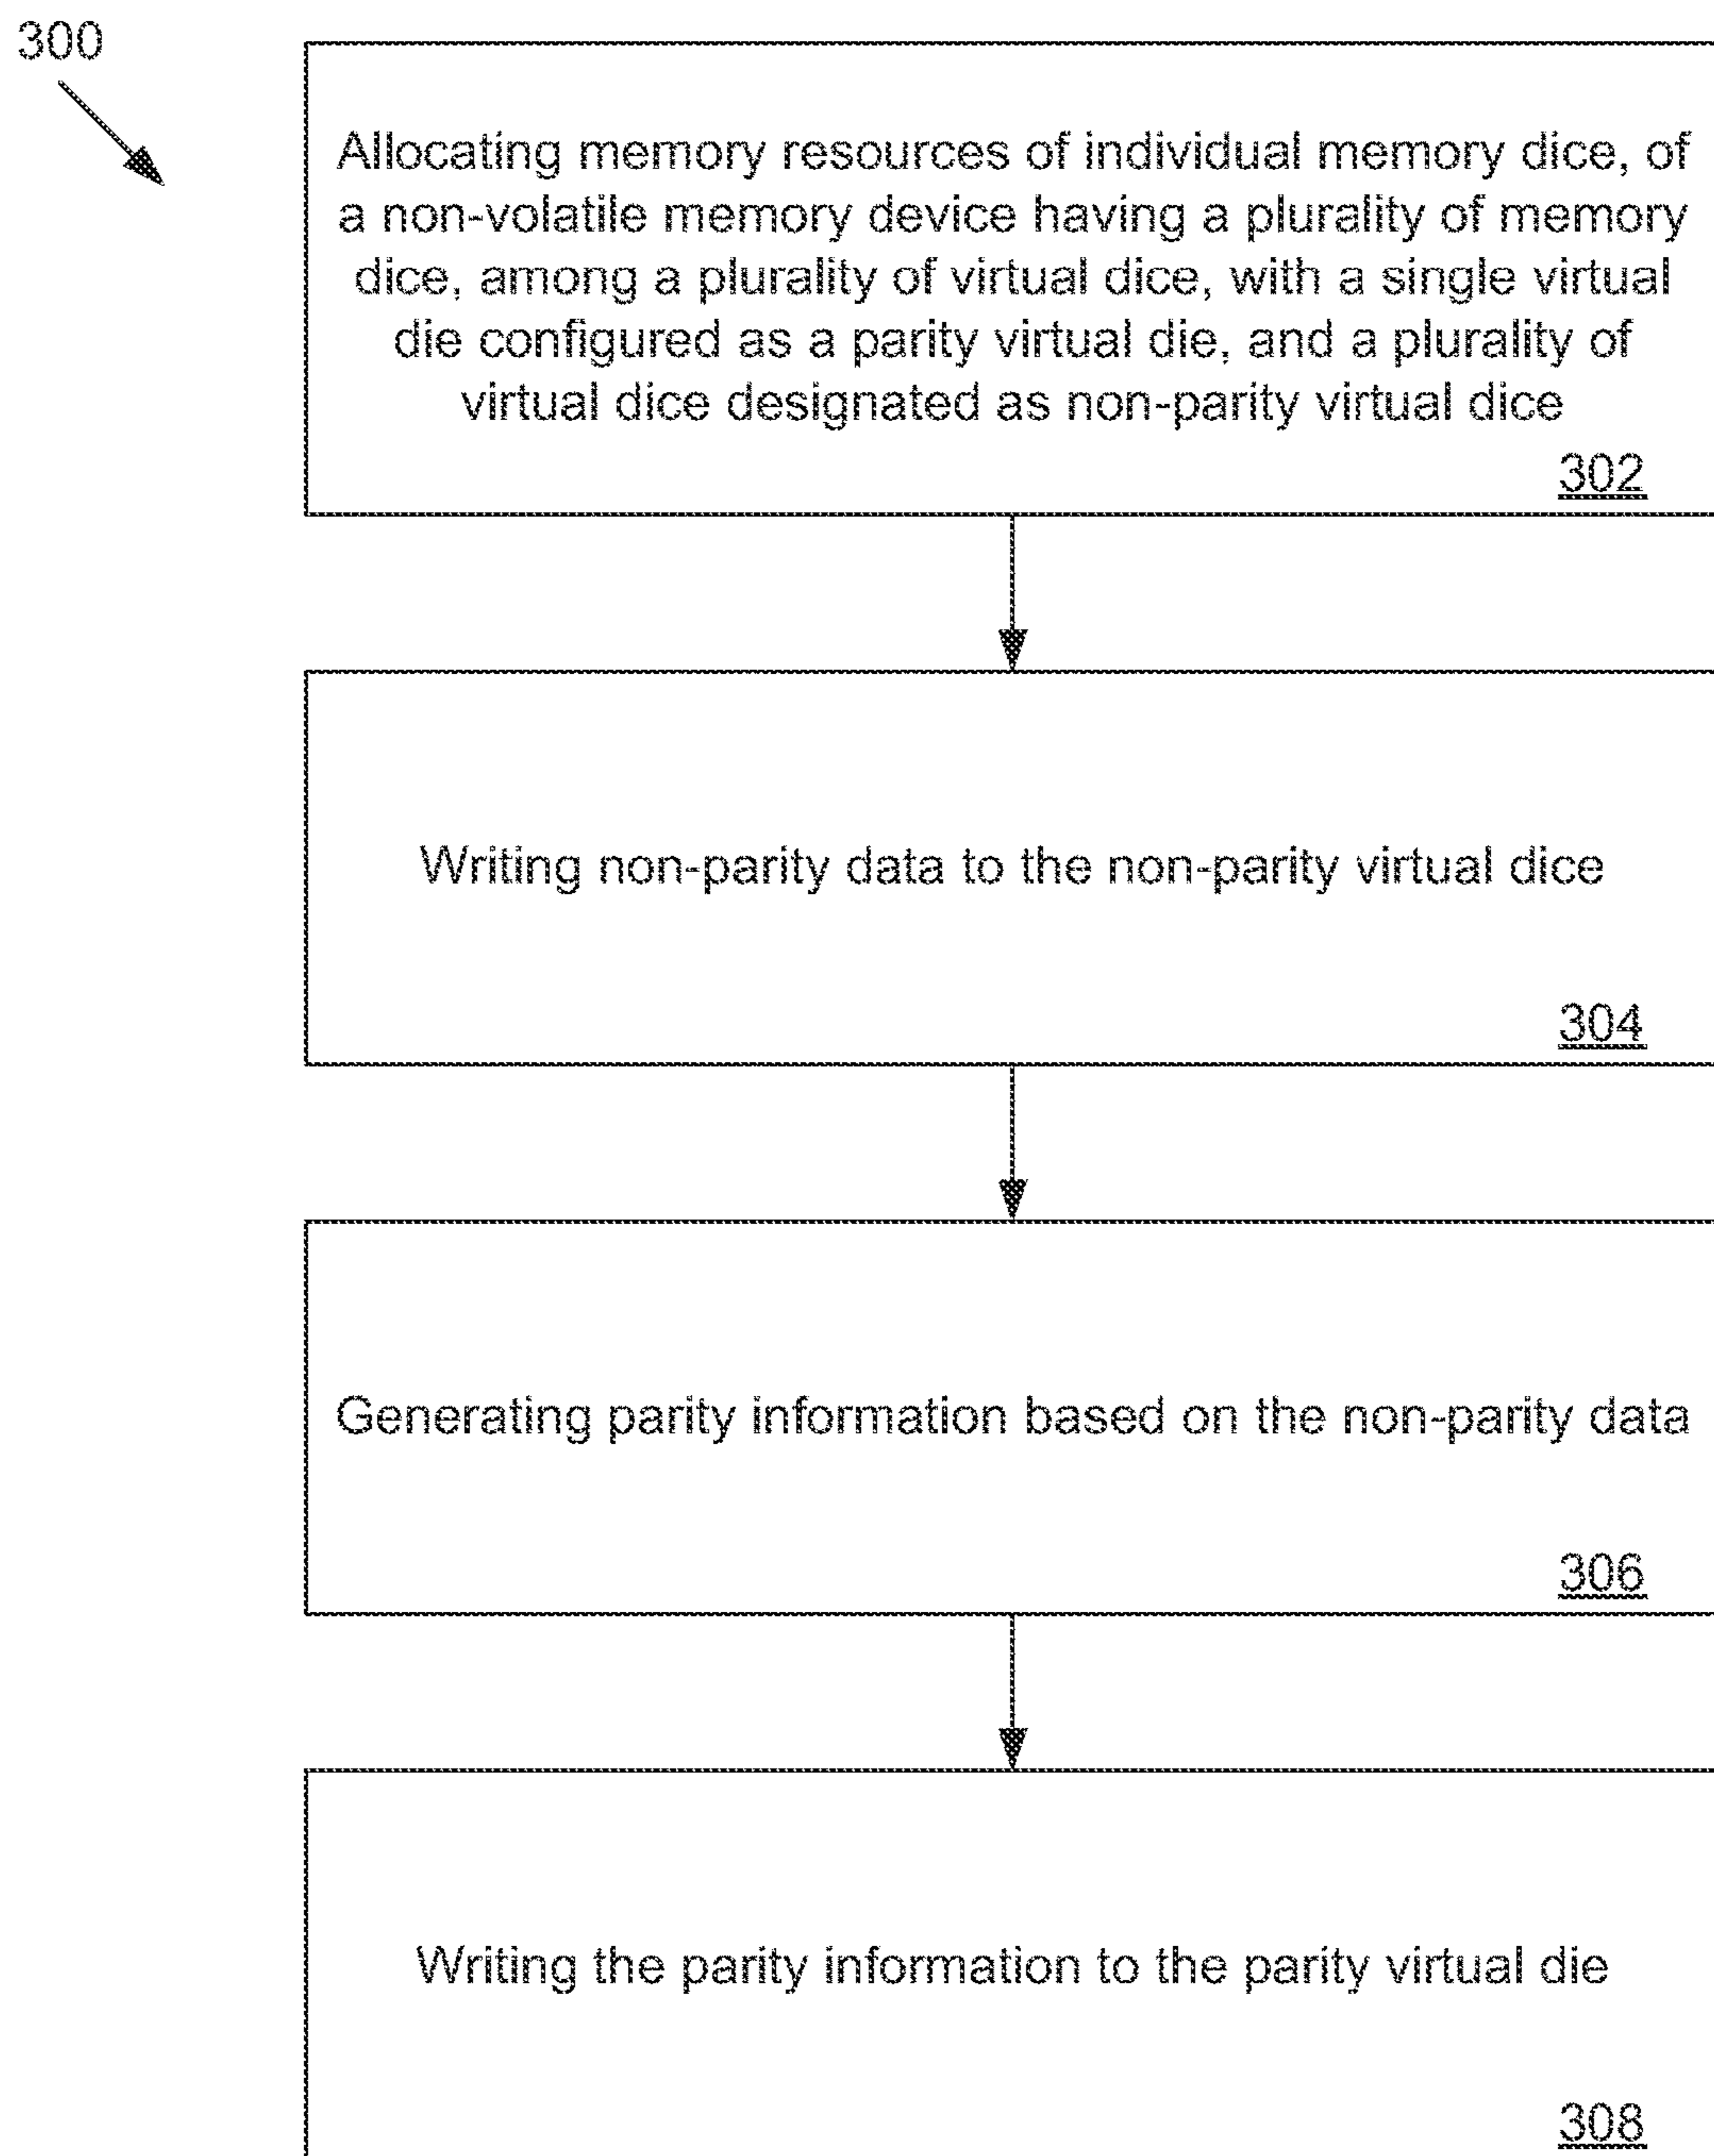 300
Allocating memory resources of individual memory dice, of
a non-volatile memory device having a plurality of memory
dice, among a plurality of virtual dice, with a single virtual
die configured as a parity virtual die, and a plurality of
virtual dice designated as non-parity virtual dice
302
Writing non-parity data to the non-parity virtual dice
304
Generating parity information based on the non-parity data
306
Writing the parity information to the parity virtual die
308